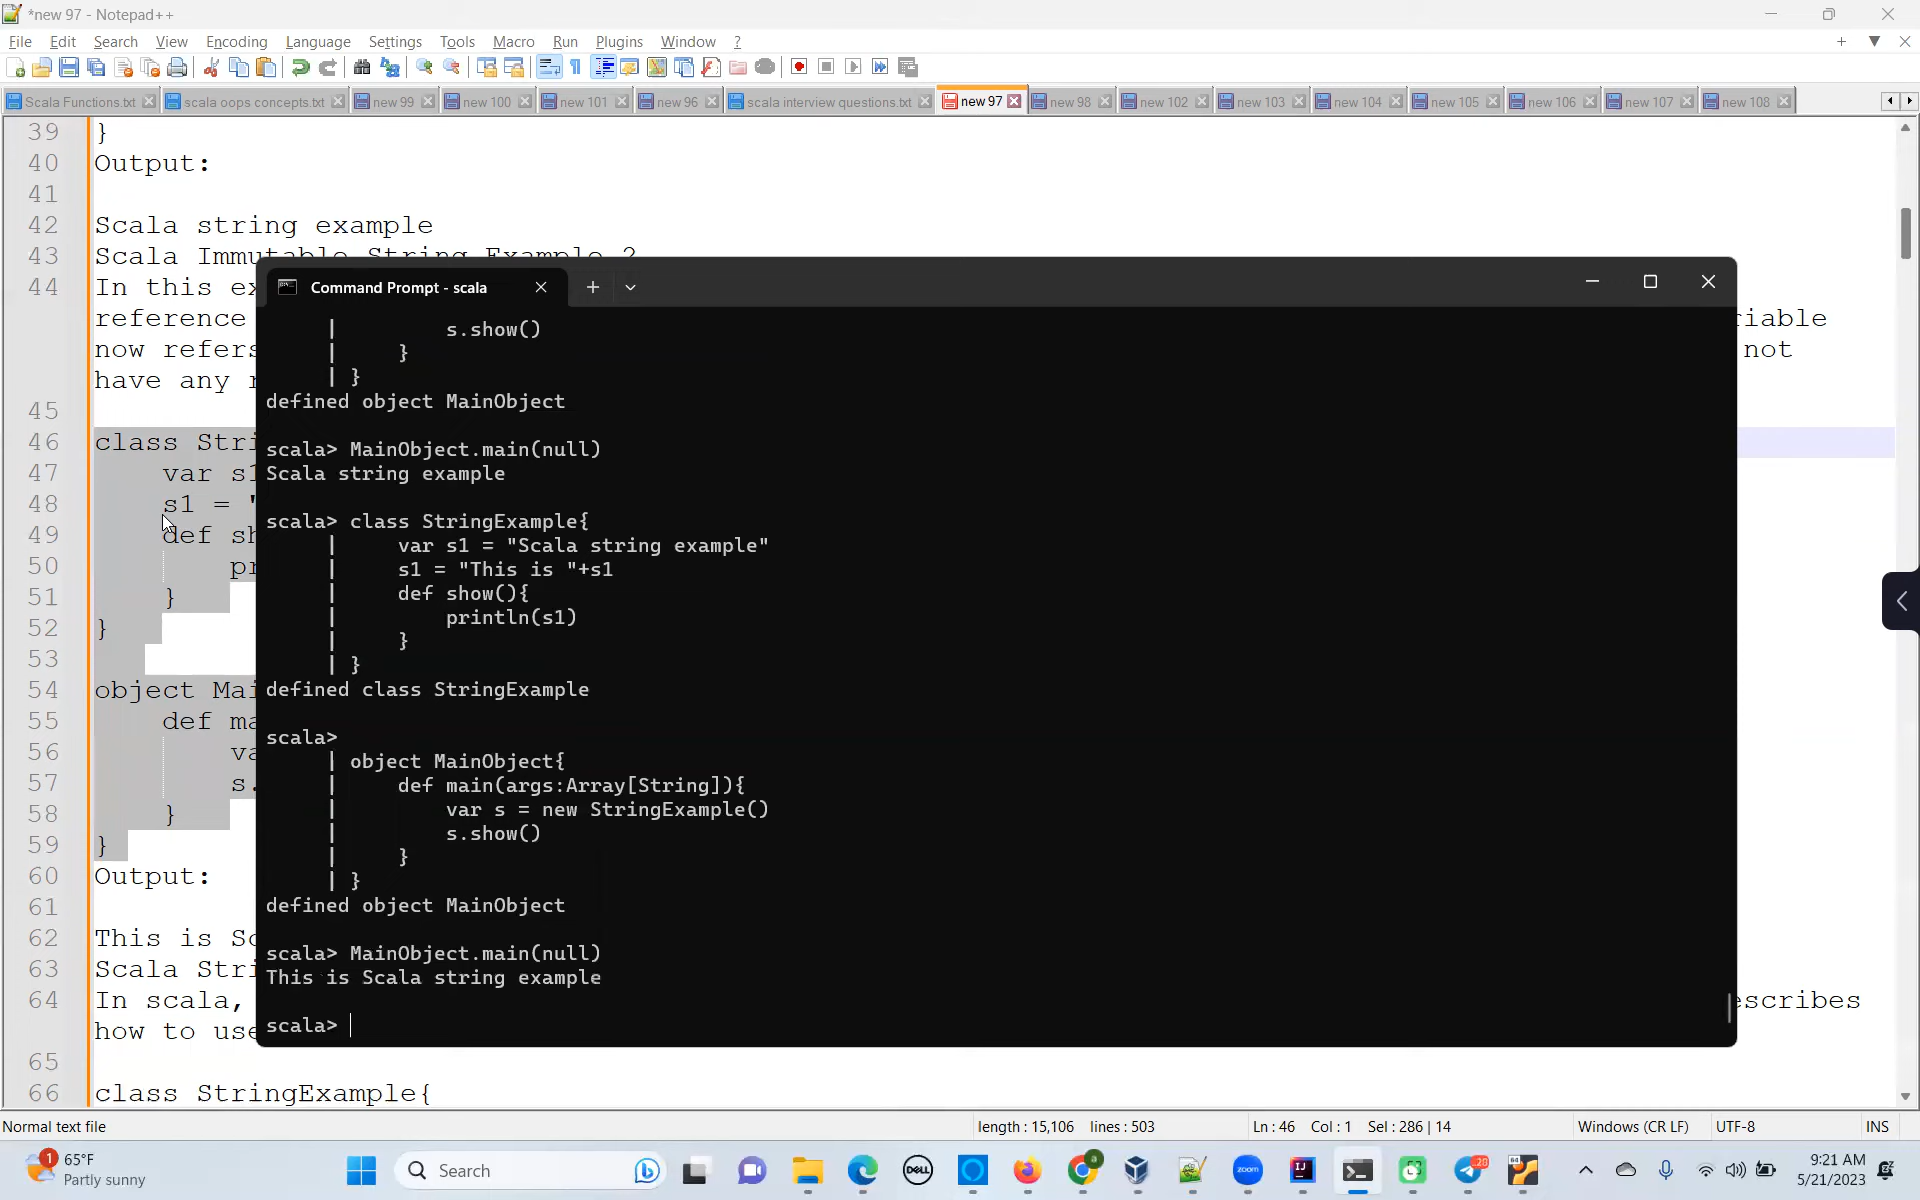 *new 97 - Notepad++
File Edit Search View Encoding Language Settings Tools Macro Run Plugins Window ?
Scala Functions.txt scala oops concepts.txt new 99 new 100 new 101 new 96 scala interview questions.txt new 97 new 98 new 102 new 103 new 104 new 105 new 106 new 107 new 108
39 }
40 Output:
41
42 Scala string example
43 Scala Immutable String Example 2
44 In this ex
reference iable
now refers not
have any
45
46 class Stri
47 var s1
48 s1 = "
49 def sh
50 pr
51 }
52 }
53
54 object Mai
55 def ma
56 va
57 s.
58 }
59 }
60 Output:
61
62 This is Sc
63 Scala Stri
64 In scala, escribes
how to use
65
66 class StringExample{
Command Prompt - scala
| s.show()
| }
| }
defined object MainObject
scala> MainObject.main(null)
Scala string example
scala> class StringExample{
| var s1 = "Scala string example"
| s1 = "This is "+s1
| def show(){
| println(s1)
| }
| }
defined class StringExample
scala>
| object MainObject{
| def main(args:Array[String]){
| var s = new StringExample()
| s.show()
| }
| }
defined object MainObject
scala> MainObject.main(null)
This is Scala string example
scala>
Normal text file length : 15,106 lines : 503 Ln : 46 Col : 1 Sel : 286 | 14 Windows (CR LF) UTF-8 INS
1 65°F
Partly sunny
Search
DELL
zoom
IJ
28
9:21 AM
5/21/2023